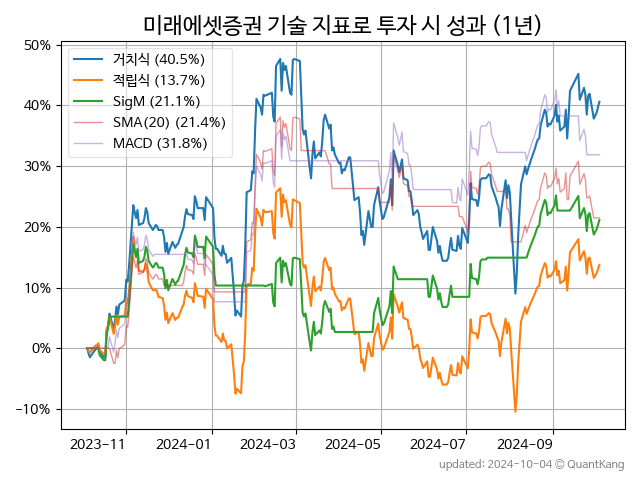 미래에셋증권 기술 지표로 투자 시 성과 (1년)
50%
거치식 (40.5%)
적립식 (13.7%)
SigM (21.1%)
SMA(20) (21.4%)
MACD (31.8%)
40%
30%
20%
10%
0%
−10%
2023−11
2024−01
2024−03
2024−05
2024−07
2024−09
updated: 2024-10-04 © QuantKang